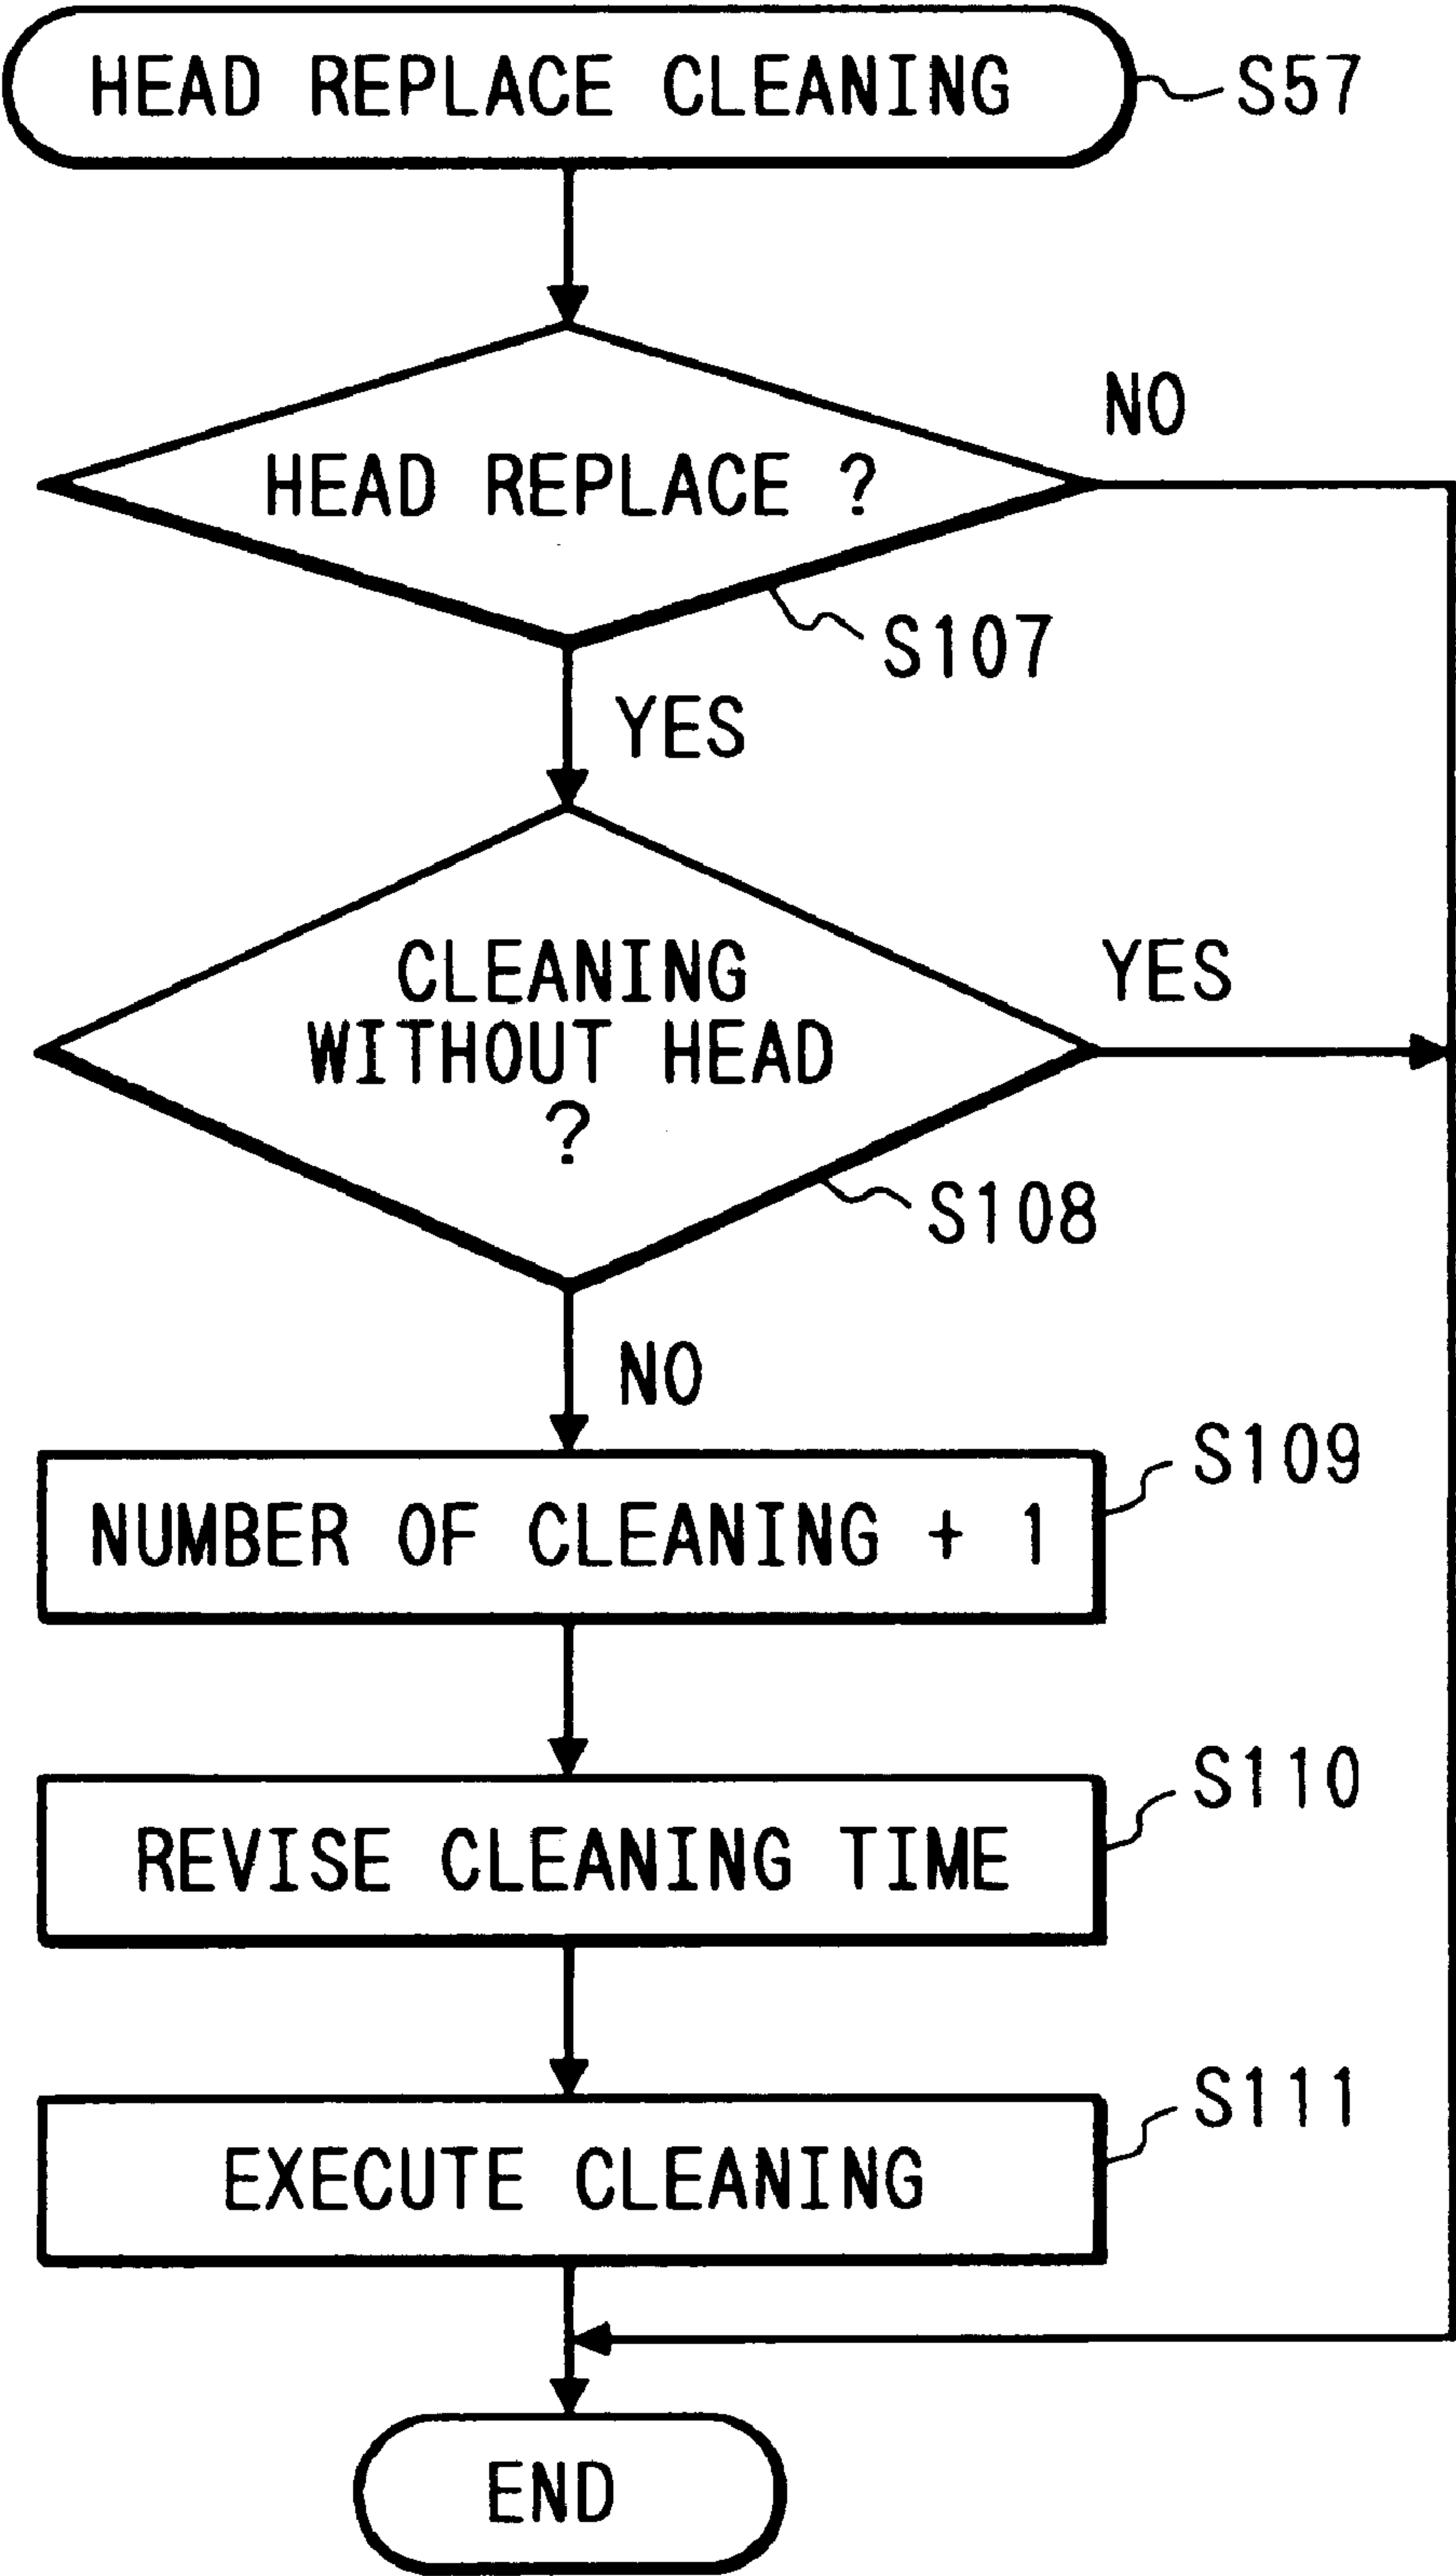 HEAD REPLACE CLEANING
S57
NO
HEAD REPLACE ?
S107
YES
CLEANING
WITHOUT HEAD
?
YES
S108
NO
S109
NUMBER OF CLEANING + 1
S110
REVISE CLEANING TIME
S111
EXECUTE CLEANING
END